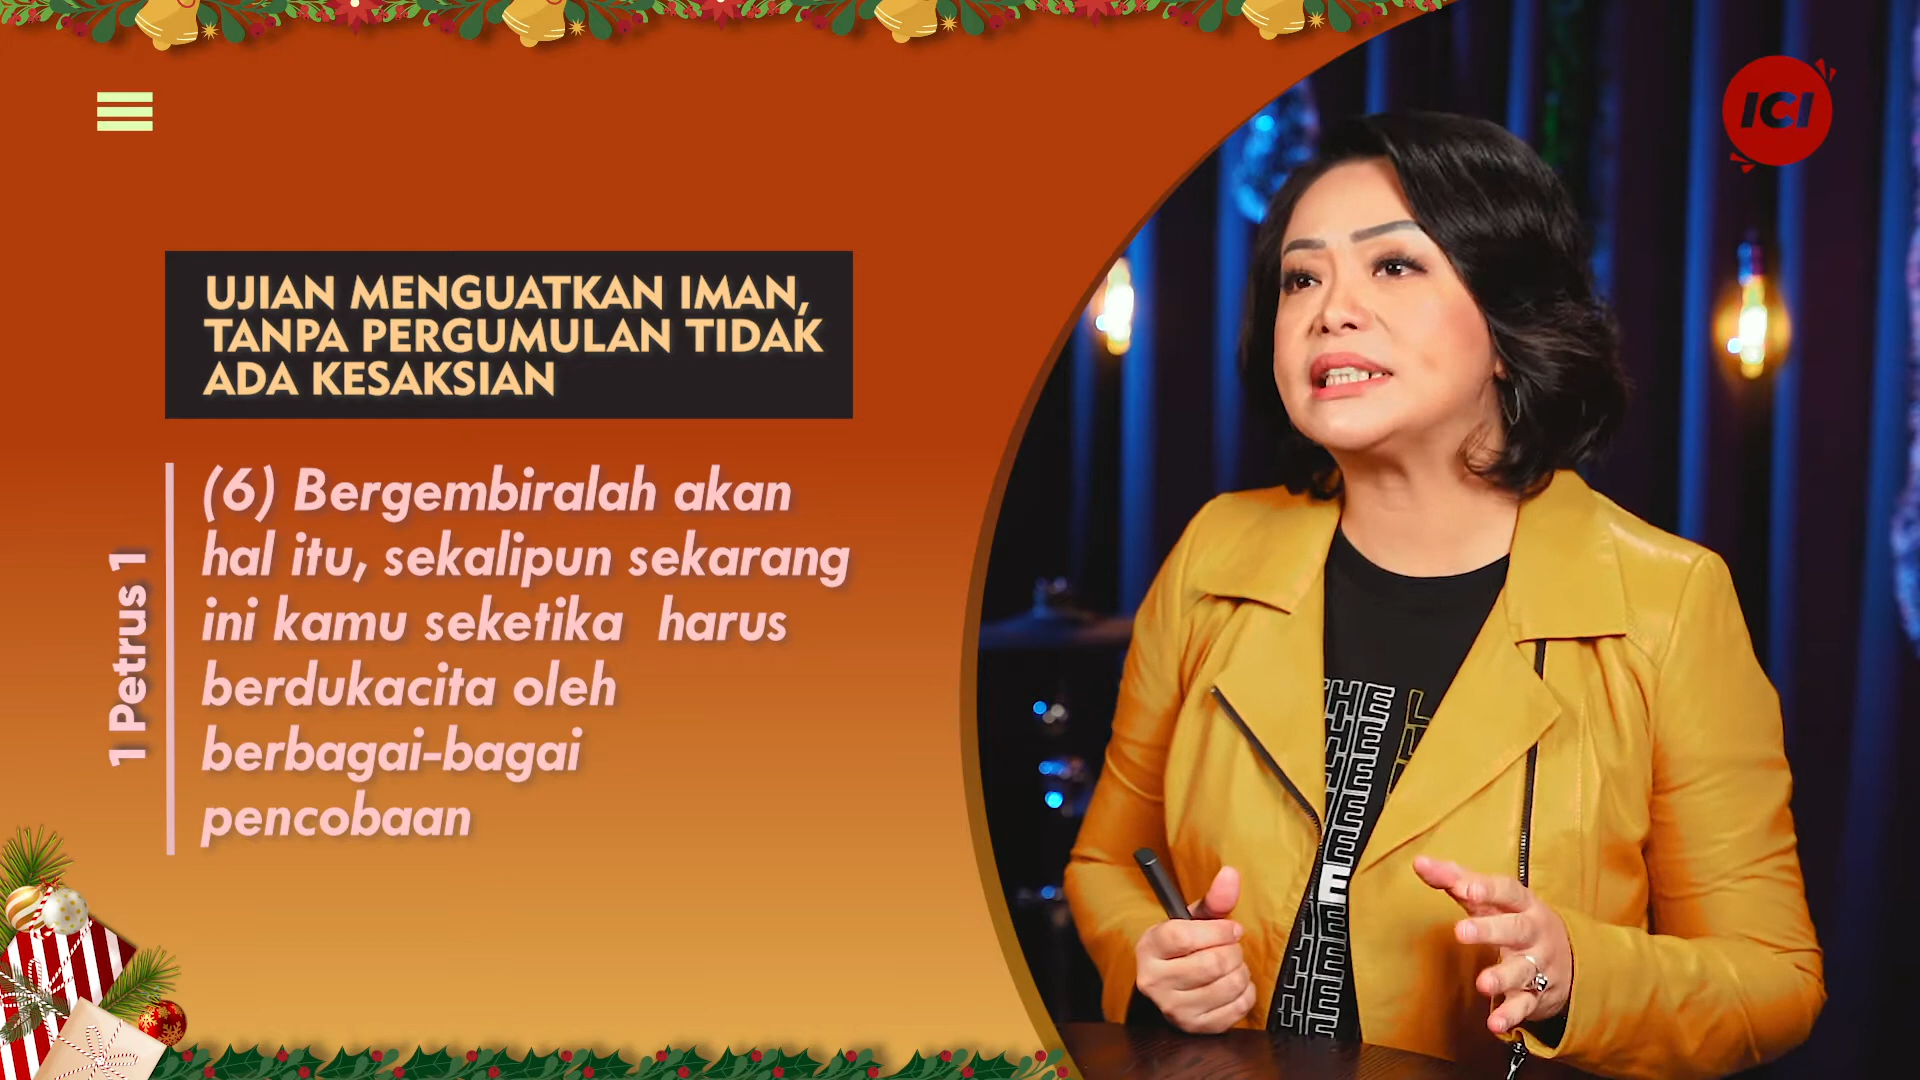 ICI
UJIAN MENGUATKAN IMAN,
TANPA PERGUMULAN TIDAK
ADA KESAKSIAN
1 Petrus 1
(6) Bergembiralah akan
hal itu, sekalipun sekarang
ini kamu seketika harus
berdukacita oleh
berbagai-bagai
pencobaan
THE L